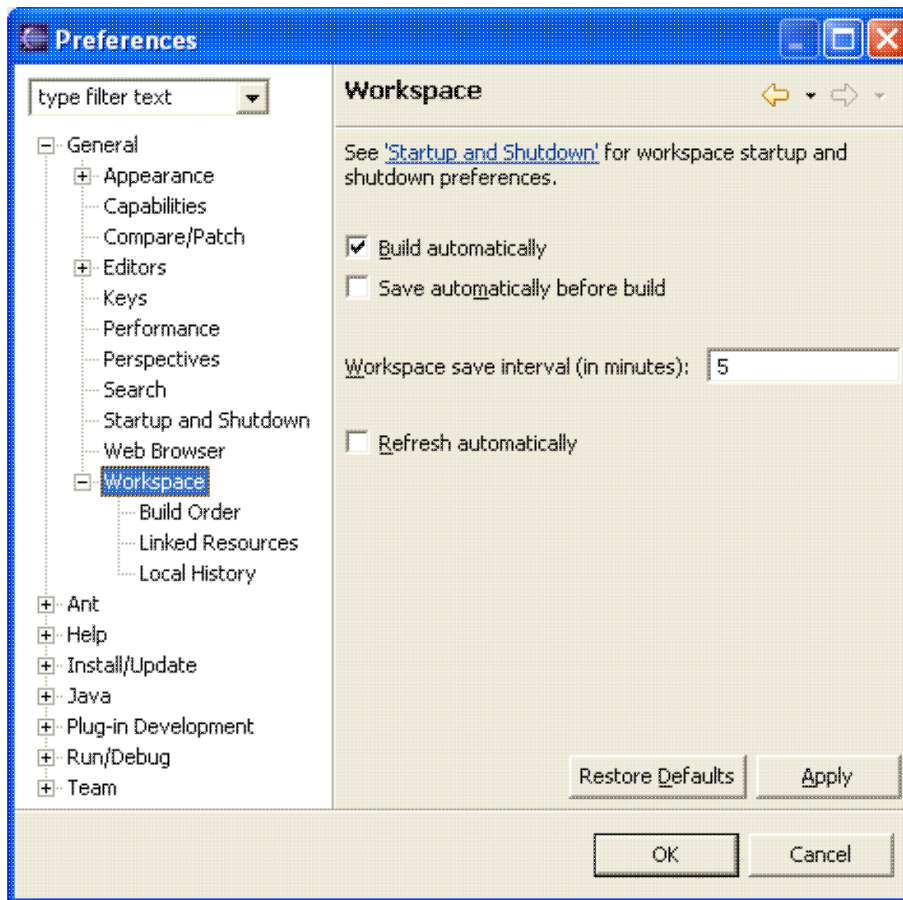 Preferences
type filter text
General
Appearance
Capabilities
Compare/Patch
Editors
Keys
Performance
Perspectives
Search
Startup and Shutdown
Web Browser
Workspace
Build Order
Linked Resources
Local History
Ant
Help
Install/Update
Java
Plug-in Development
Run/Debug
Team
Workspace
See 'Startup and Shutdown' for workspace startup and
shutdown preferences.
Build automatically
Save automatically before build
Workspace save interval (in minutes): 5
Refresh automatically
Restore Defaults Apply
OK Cancel